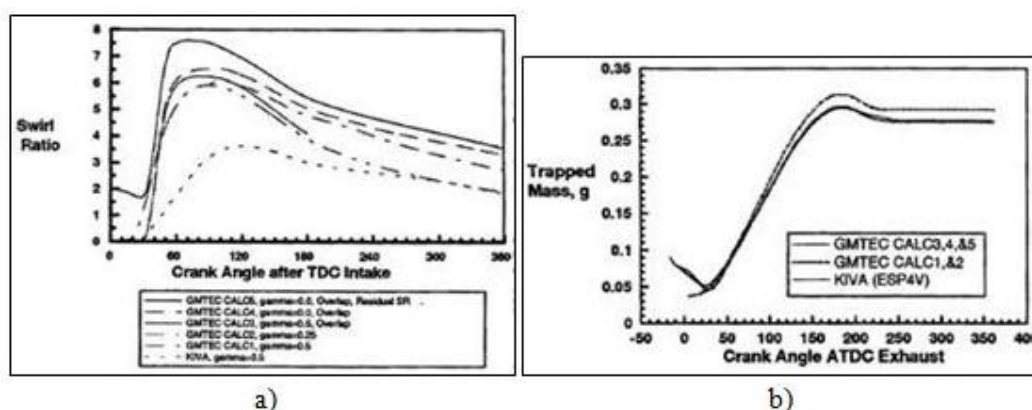 8
7
6
5
4
3
2
1
0
Swirl
Ratio
0 60 120 180 240 300 360
Crank Angle after TDC Intake
GMTEC CALC5, gamma=0.0, Overlap, Residual SR
GMTEC CALC4, gamma=0.0, Overlap
GMTEC CALC3, gamma=0.5, Overlap
GMTEC CALC2, gamma=0.25
GMTEC CALC1, gamma=0.5
KIVA, gamma=0.5
a)
0.35
0.3
0.25
0.2
0.15
0.1
0.05
0
Trapped
Mass, g
GMTEC CALC3,4,&5
GMTEC CALC1,&2
KIVA (ESP4V)
-50 0 50 100 150 200 250 300 350 400
Crank Angle ATDC Exhaust
b)